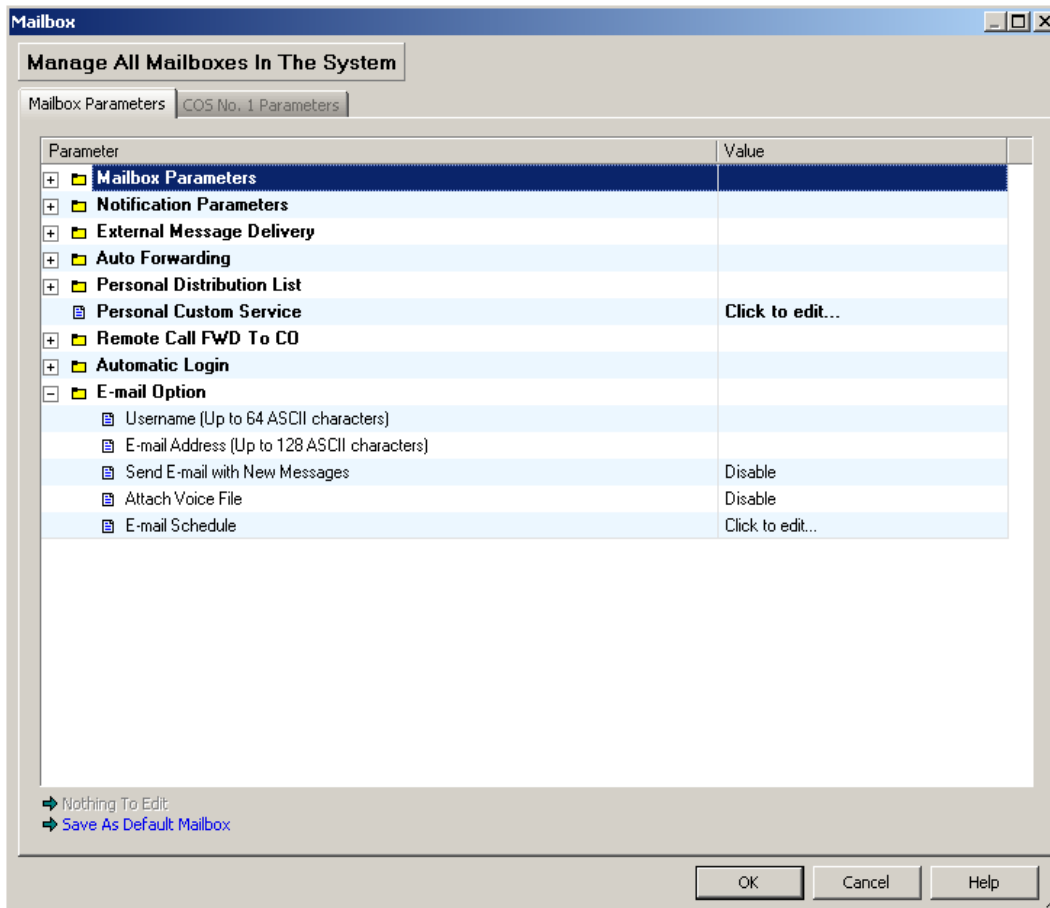 Mailbox
Manage All Mailboxes In The System
Mailbox Parameters COS No. 1 Parameters
Parameter Value
Mailbox Parameters
Notification Parameters
External Message Delivery
Auto Forwarding
Personal Distribution List
Personal Custom Service Click to edit...
Remote Call FWD To CO
Automatic Login
E-mail Option
Username (Up to 64 ASCII characters)
E-mail Address (Up to 128 ASCII characters)
Send E-mail with New Messages Disable
Attach Voice File Disable
E-mail Schedule Click to edit...
Nothing To Edit
Save As Default Mailbox
OK Cancel Help